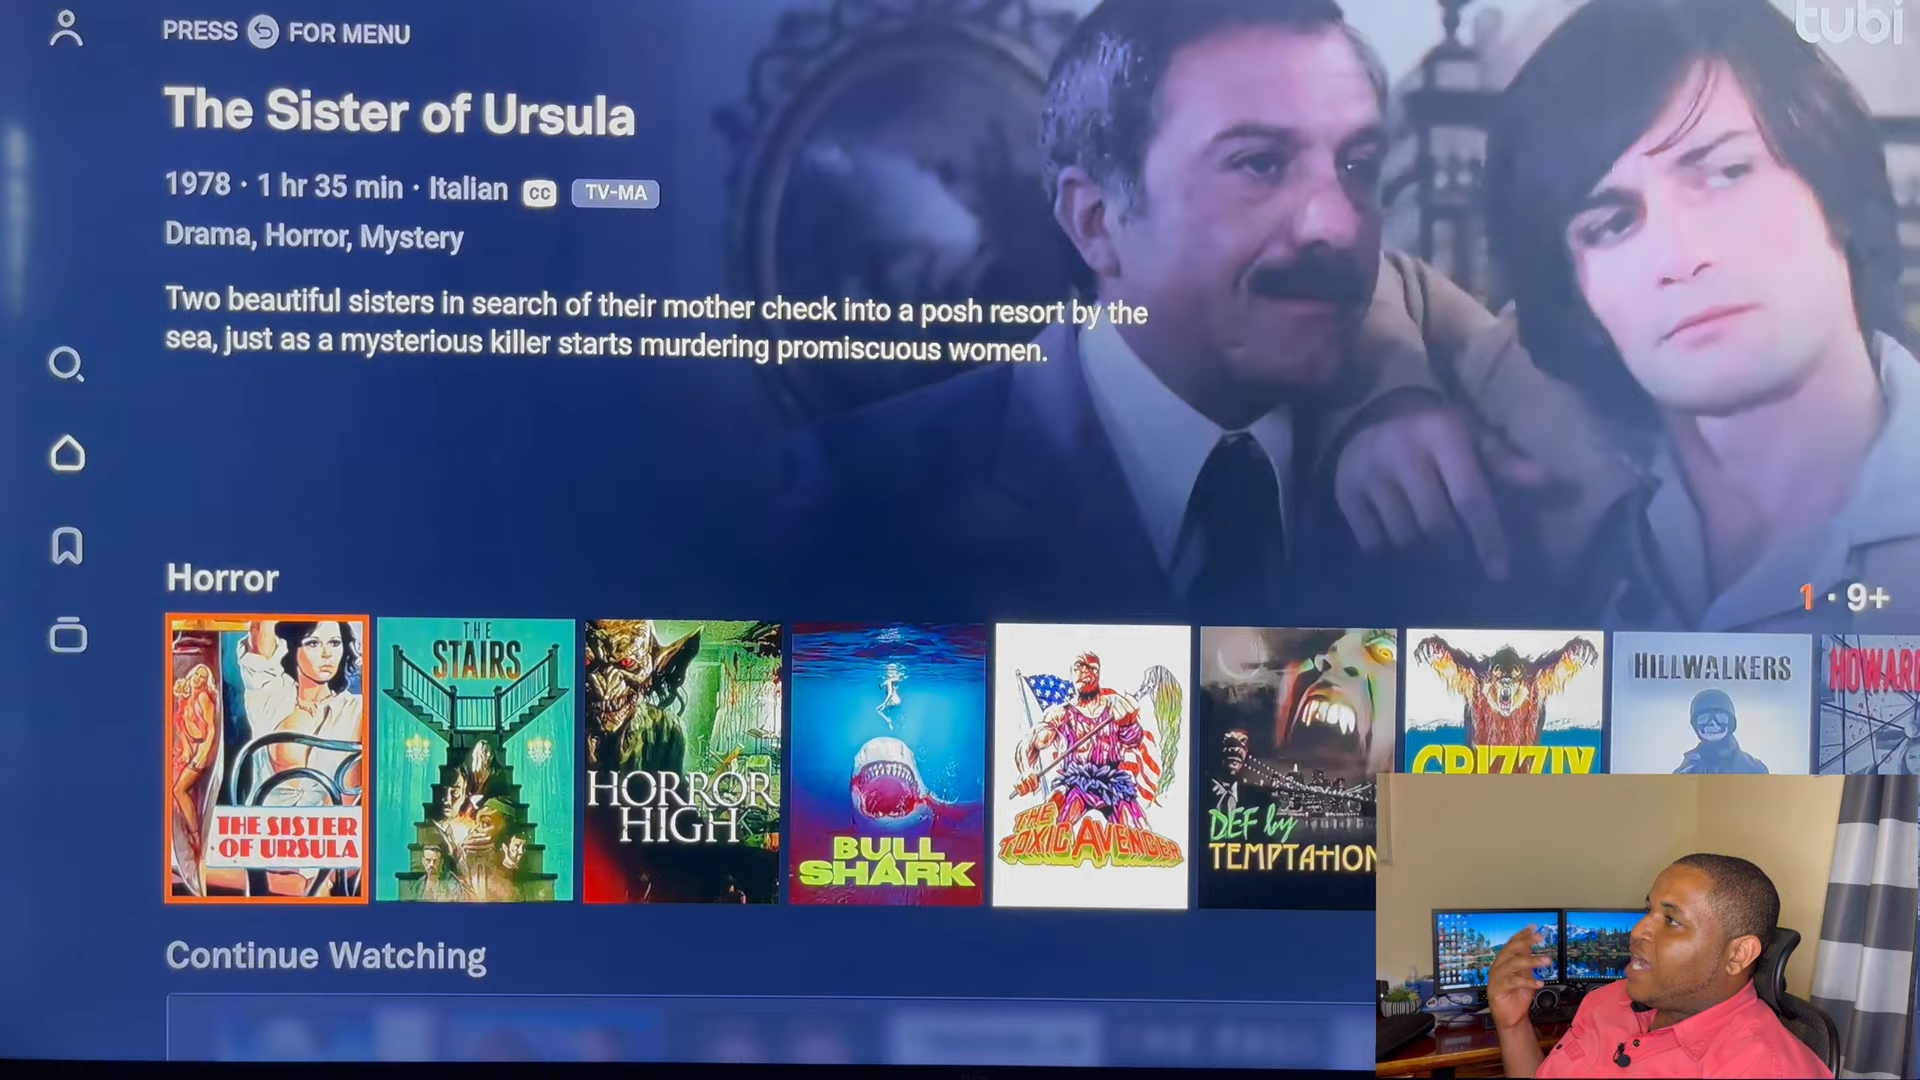 PRESS FOR MENU
tubi
The Sister of Ursula
1978 · 1 hr 35 min · Italian CC TV-MA
Drama, Horror, Mystery
Two beautiful sisters in search of their mother check into a posh resort by the
sea, just as a mysterious killer starts murdering promiscuous women.
Horror
1 · 9+
THE SISTER
OF URSULA
THE
STAIRS
HORROR
HIGH
BULL
SHARK
THE
TOXIC AVENGER
DEF by
TEMPTATION
GRIZZLY
HILLWALKERS
HOWARD
Continue Watching